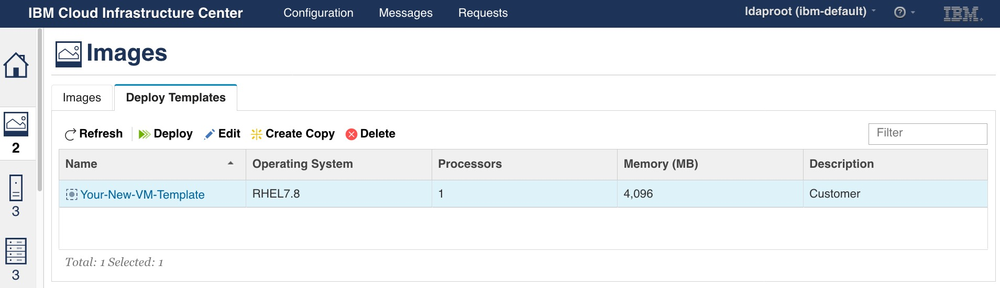 IBM Cloud Infrastructure Center Configuration Messages Requests ldaproot (ibm-default) ? IBM
Images
Images Deploy Templates
Refresh Deploy Edit Create Copy Delete Filter
Name Operating System Processors Memory (MB) Description
Your-New-VM-Template RHEL7.8 1 4,096 Customer
Total: 1 Selected: 1
2
3
3